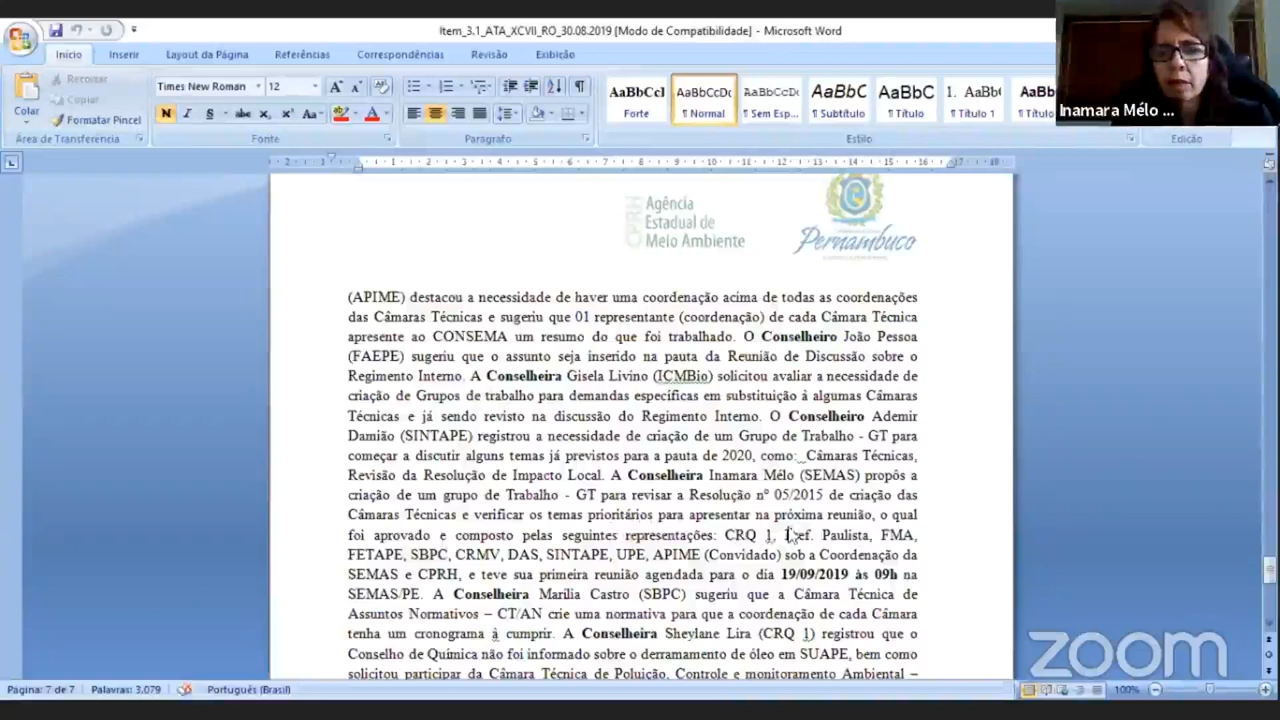 Item_3.1_ATA_XCVII_RO_30.08.2019 [Modo de Compatibilidade] - Microsoft Word
Início Inserir Layout da Página Referências Correspondências Revisão Exibição
Inamara Mélo ...
Recortar
Copiar
Formatar Pincel
Colar
Times New Roman 12
AaBbCcI AaBbCcDc AaBbCcDc AaBbC AaBbC 1. AaBb( AaBb
Forte ¶ Normal ¶ Sem Esp... ¶ Subtítulo ¶ Título ¶ Título 1 ¶ Título
Área de Transferência Fonte Parágrafo Estilo Edição
CPRH
Agência
Estadual de
Meio Ambiente
Pernambuco
(APIME) destacou a necessidade de haver uma coordenação acima de todas as coordenações
das Câmaras Técnicas e sugeriu que 01 representante (coordenação) de cada Câmara Técnica
apresente ao CONSEMA um resumo do que foi trabalhado. O Conselheiro João Pessoa
(FAEPE) sugeriu que o assunto seja inserido na pauta da Reunião de Discussão sobre o
Regimento Interno. A Conselheira Gisela Livino (ICMBio) solicitou avaliar a necessidade de
criação de Grupos de trabalho para demandas específicas em substituição à algumas Câmaras
Técnicas e já sendo revisto na discussão do Regimento Interno. O Conselheiro Ademir
Damião (SINTAPE) registrou a necessidade de criação de um Grupo de Trabalho - GT para
começar a discutir alguns temas já previstos para a pauta de 2020, como: Câmaras Técnicas,
Revisão da Resolução de Impacto Local. A Conselheira Inamara Mélo (SEMAS) propôs a
criação de um grupo de Trabalho - GT para revisar a Resolução nº 05/2015 de criação das
Câmaras Técnicas e verificar os temas prioritários para apresentar na próxima reunião, o qual
foi aprovado e composto pelas seguintes representações: CRQ 1, Paulista, FMA,
FETAPE, SBPC, CRMV, DAS, SINTAPE, UPE, APIME (Convidado) sob a Coordenação da
SEMAS e CPRH, e teve sua primeira reunião agendada para o dia 19/09/2019 às 09h na
SEMAS/PE. A Conselheira Marília Castro (SBPC) sugeriu que a Câmara Técnica de
Assuntos Normativos – CT/AN crie uma normativa para que a coordenação de cada Câmara
tenha um cronograma à cumprir. A Conselheira Sheylane Lira (CRQ 1) registrou que o
Conselho de Química não foi informado sobre o derramamento de óleo em SUAPE, bem como
solicitou participar da Câmara Técnica de Poluição, Controle e monitoramento Ambiental –
zoom
Página: 7 de 7 Palavras: 3.079 Português (Brasil) 100%